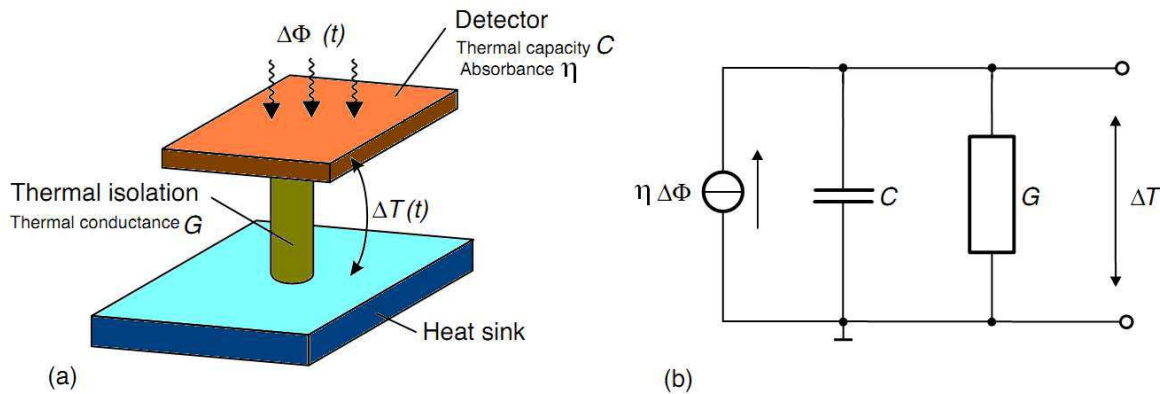 ΔΦ (t)
Detector
Thermal capacity C
Absorbance η
Thermal isolation
Thermal conductance G
ΔT (t)
Heat sink
(a)
η ΔΦ
C
G
ΔT
(b)